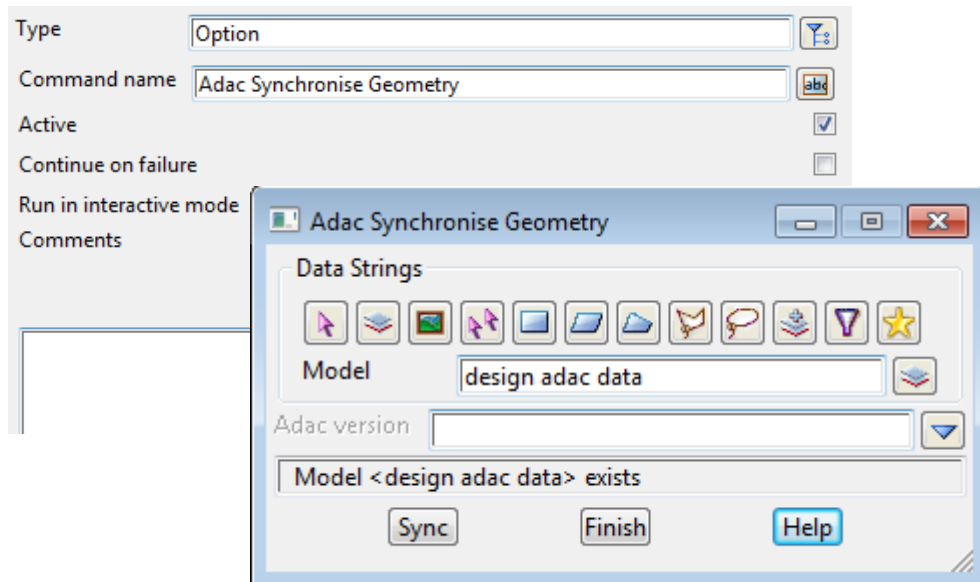 Type Option
Command name Adac Synchronise Geometry abc
Active
Continue on failure
Run in interactive mode
Comments
Adac Synchronise Geometry
Data Strings
Model design adac data
Adac version
Model <design adac data> exists
Sync Finish Help